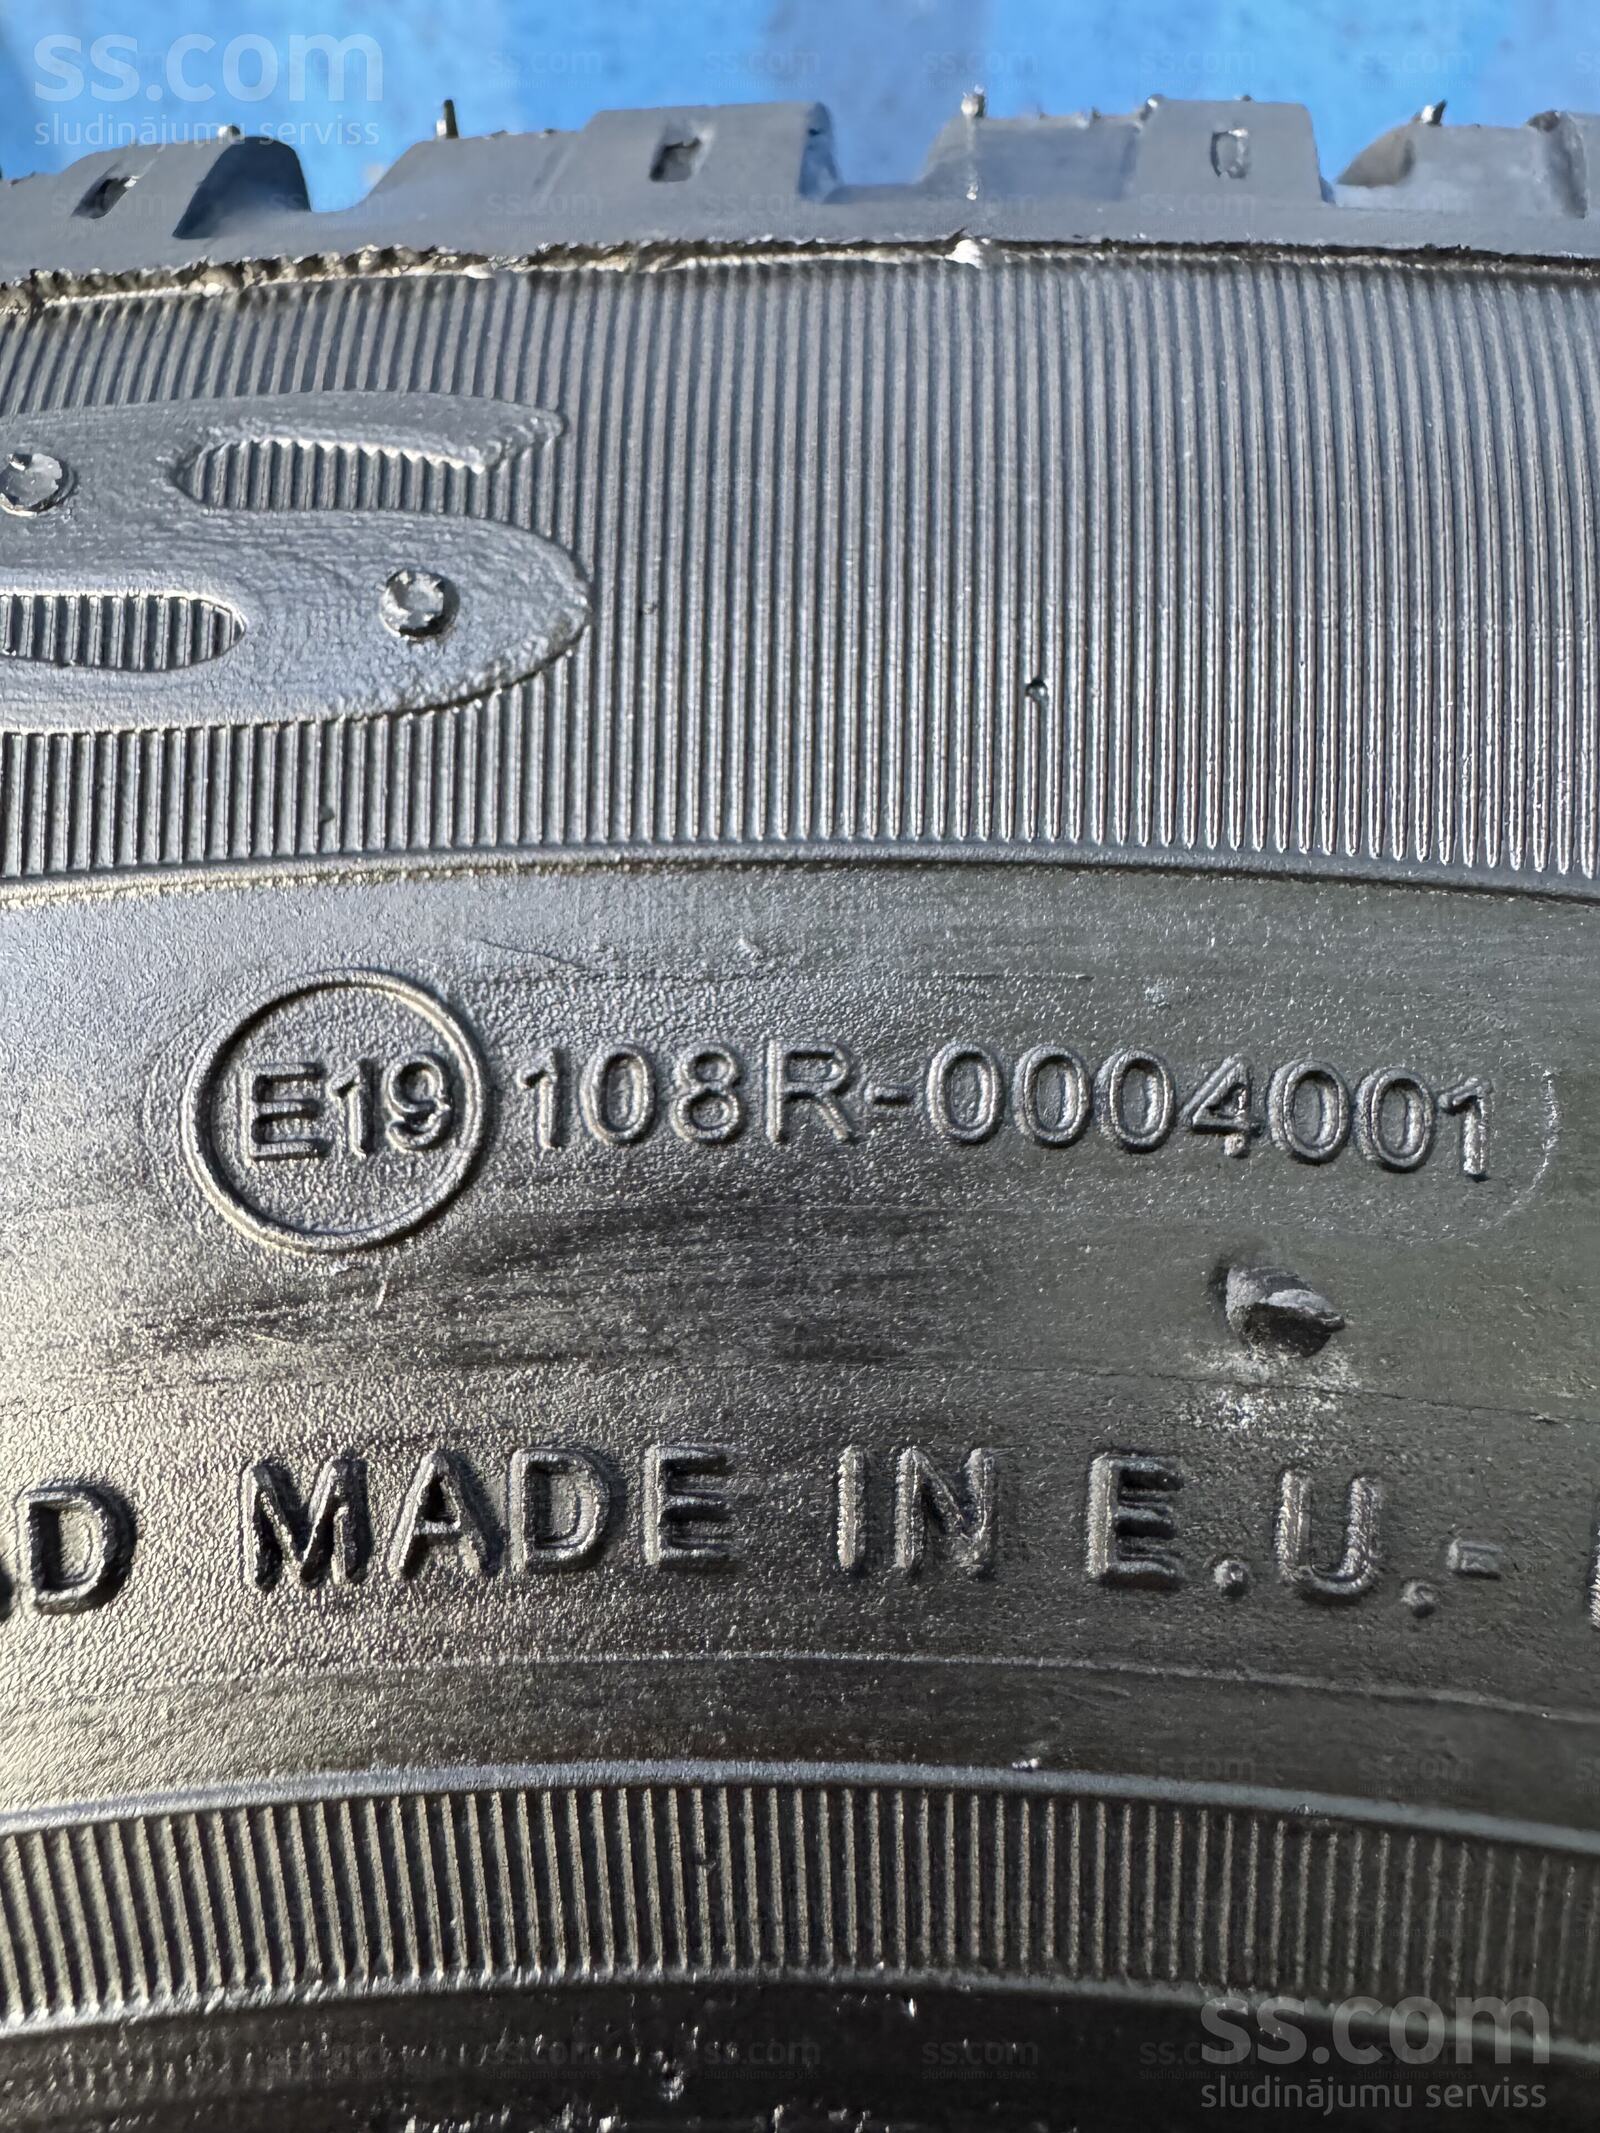 ss.com
sludinājumu serviss
S
E19 108R-0004001
D MADE IN E.U.-
ss.com
sludinājumu serviss